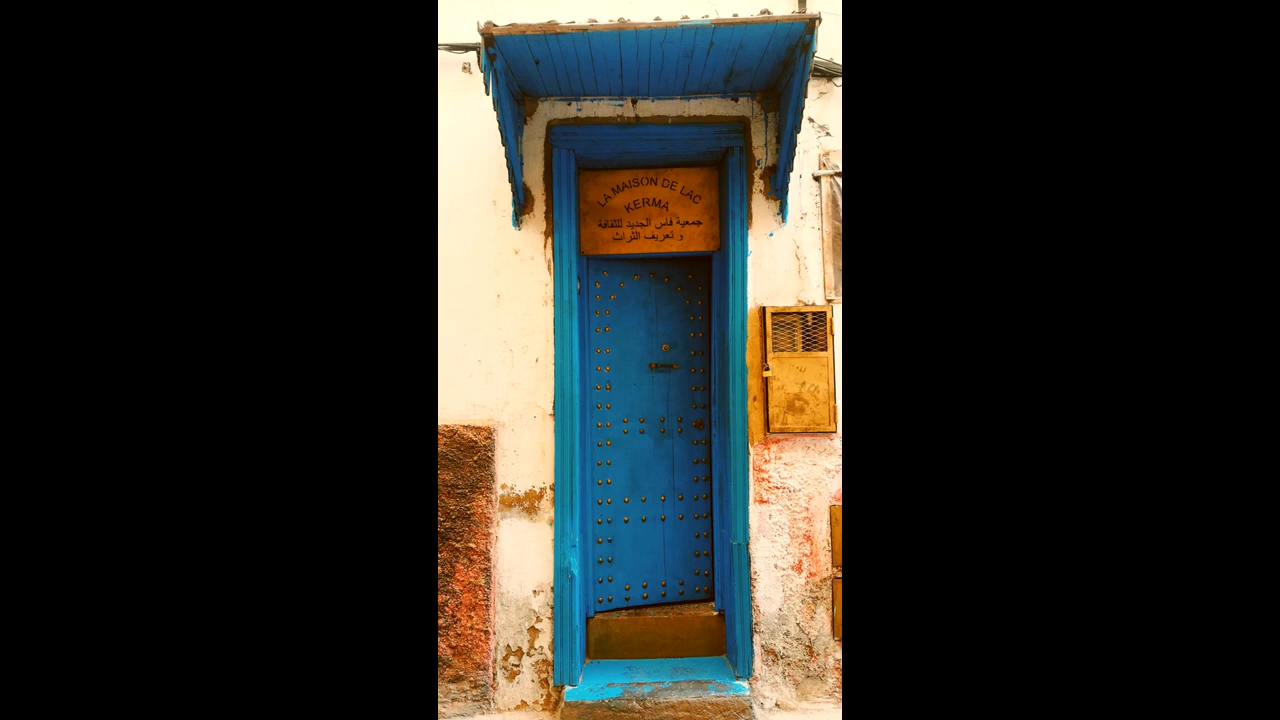 LA MAISON DE LAC
KERMA
جمعية فاس الجديد للثقافة
و تعريف التراث